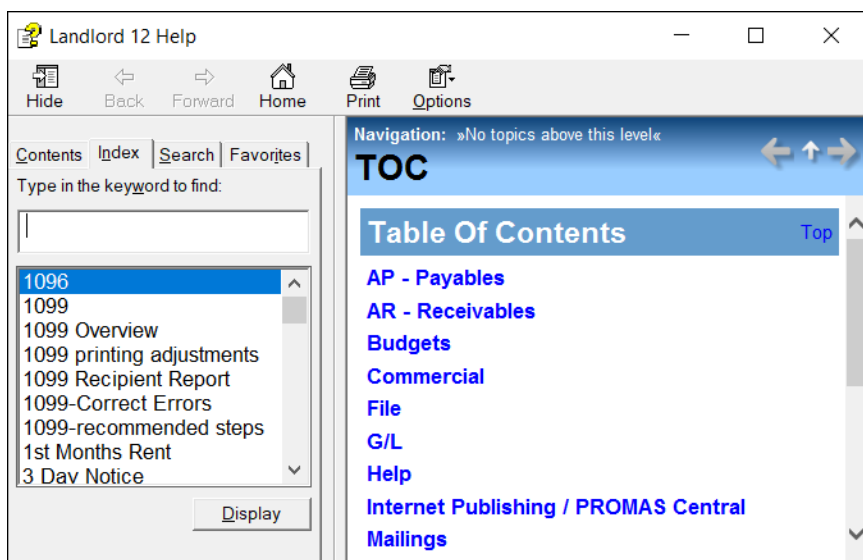 Landlord 12 Help
Hide Back Forward Home Print Options
Contents Index Search Favorites
Type in the keyword to find:
1096
1099
1099 Overview
1099 printing adjustments
1099 Recipient Report
1099-Correct Errors
1099-recommended steps
1st Months Rent
3 Day Notice
Display
Navigation: »No topics above this level«
TOC
Table Of Contents Top
AP - Payables
AR - Receivables
Budgets
Commercial
File
G/L
Help
Internet Publishing / PROMAS Central
Mailings